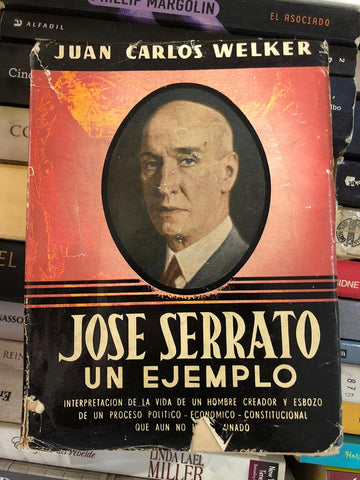 PHILLIP MARGOLIN
EL ASOCIADO
ALFADIL
JUAN CARLOS WELKER
JOSE SERRATO
UN EJEMPLO
INTERPRETACION DE LA VIDA DE UN HOMBRE CREADOR Y ESBOZO
DE UN PROCESO POLITICO - ECONOMICO - CONSTITUCIONAL
QUE AUN NO
LINDA LAEL
MILLER